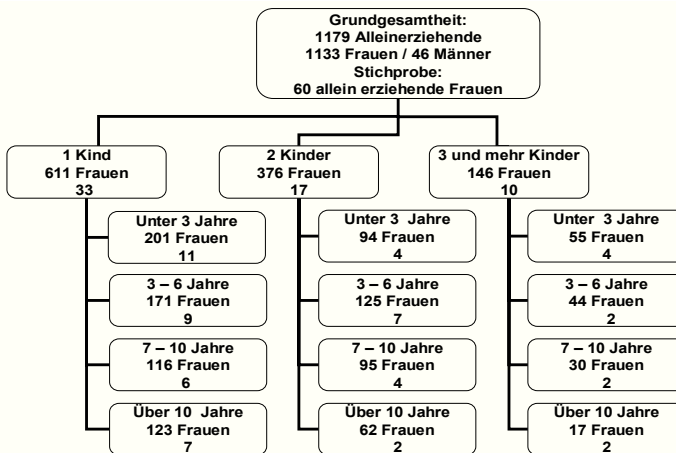 Grundgesamtheit:
1179 Alleinerziehende
1133 Frauen / 46 Männer
Stichprobe:
60 allein erziehende Frauen
1 Kind
611 Frauen
33
Unter 3 Jahre
201 Frauen
11
3 – 6 Jahre
171 Frauen
9
7 – 10 Jahre
116 Frauen
6
Über 10 Jahre
123 Frauen
7
2 Kinder
376 Frauen
17
Unter 3 Jahre
94 Frauen
4
3 – 6 Jahre
125 Frauen
7
7 – 10 Jahre
95 Frauen
4
Über 10 Jahre
62 Frauen
2
3 und mehr Kinder
146 Frauen
10
Unter 3 Jahre
55 Frauen
4
3 – 6 Jahre
44 Frauen
2
7 – 10 Jahre
30 Frauen
2
Über 10 Jahre
17 Frauen
2